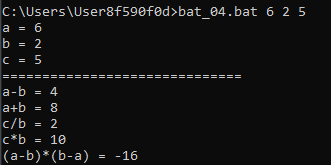 C:\Users\User8f590f0d>bat_04.bat 6 2 5
a = 6
b = 2
c = 5
==============================
a-b = 4
a+b = 8
c/b = 2
c*b = 10
(a-b)*(b-a) = -16